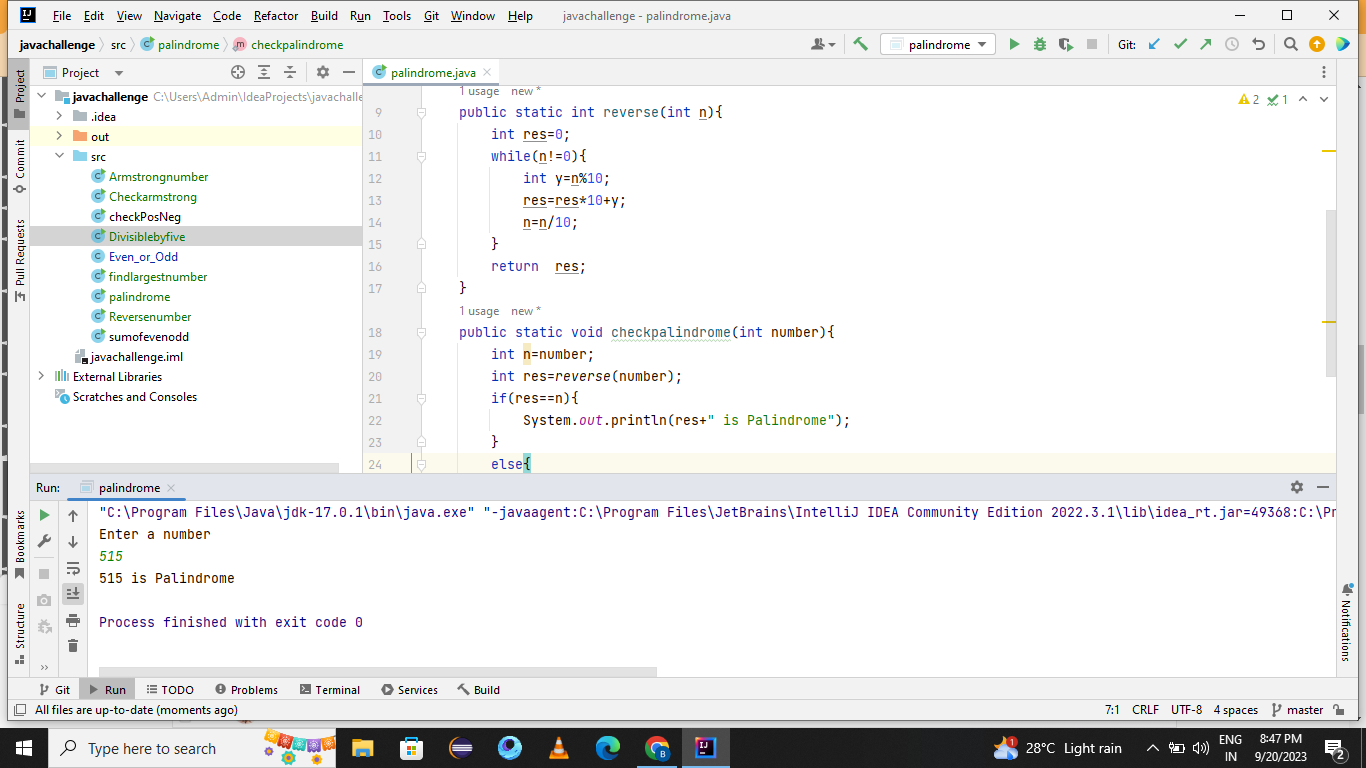 File Edit View Navigate Code Refactor Build Run Tools Git Window Help javachallenge - palindrome.java
javachallenge src palindrome checkpalindrome palindrome Git:
Project
palindrome.java
javachallenge C:\Users\Admin\IdeaProjects\javachalle
.idea
out
src
Armstrongnumber
Checkarmstrong
checkPosNeg
Divisiblebyfive
Even_or_Odd
findlargestnumber
palindrome
Reversenumber
sumofevenodd
javachallenge.iml
External Libraries
Scratches and Consoles
Project
Commit
Pull Requests
Bookmarks
Structure
2 1
1 usage new *
9 public static int reverse(int n){
10 int res=0;
11 while(n!=0){
12 int y=n%10;
13 res=res*10+y;
14 n=n/10;
15 }
16 return res;
17 }
1 usage new *
18 public static void checkpalindrome(int number){
19 int n=number;
20 int res=reverse(number);
21 if(res==n){
22 System.out.println(res+" is Palindrome");
23 }
24 else{
Run: palindrome
"C:\Program Files\Java\jdk-17.0.1\bin\java.exe" "-javaagent:C:\Program Files\JetBrains\IntelliJ IDEA Community Edition 2022.3.1\lib\idea_rt.jar=49368:C:\Pr
Enter a number
515
515 is Palindrome
Process finished with exit code 0
Notifications
Git Run TODO Problems Terminal Services Build
All files are up-to-date (moments ago) 7:1 CRLF UTF-8 4 spaces master
Type here to search
1 28°C Light rain
ENG
IN
8:47 PM
9/20/2023
2